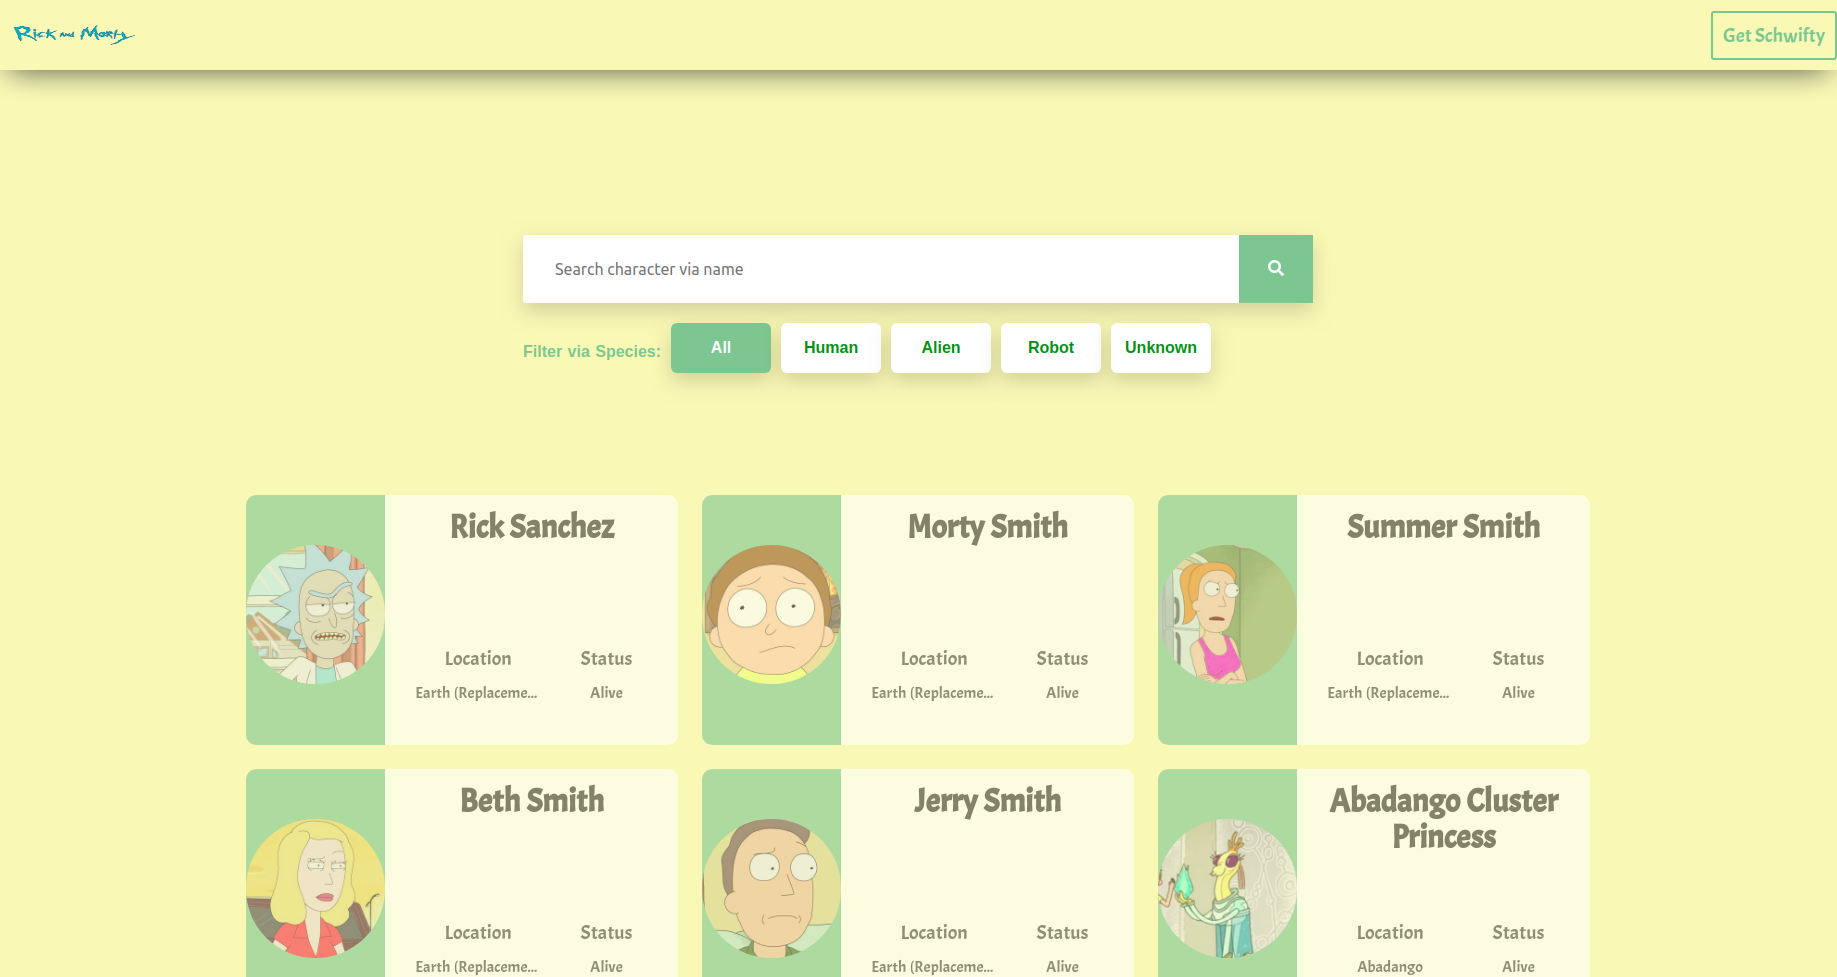 Rick and Morty
Get Schwifty
Search character via name
Filter via Species:
All
Human
Alien
Robot
Unknown
Rick Sanchez
Location
Status
Earth (Replaceme...
Alive
Morty Smith
Location
Status
Earth (Replaceme...
Alive
Summer Smith
Location
Status
Earth (Replaceme...
Alive
Beth Smith
Location
Status
Earth (Replaceme...
Alive
Jerry Smith
Location
Status
Earth (Replaceme...
Alive
Abadango Cluster
Princess
Location
Status
Abadango
Alive